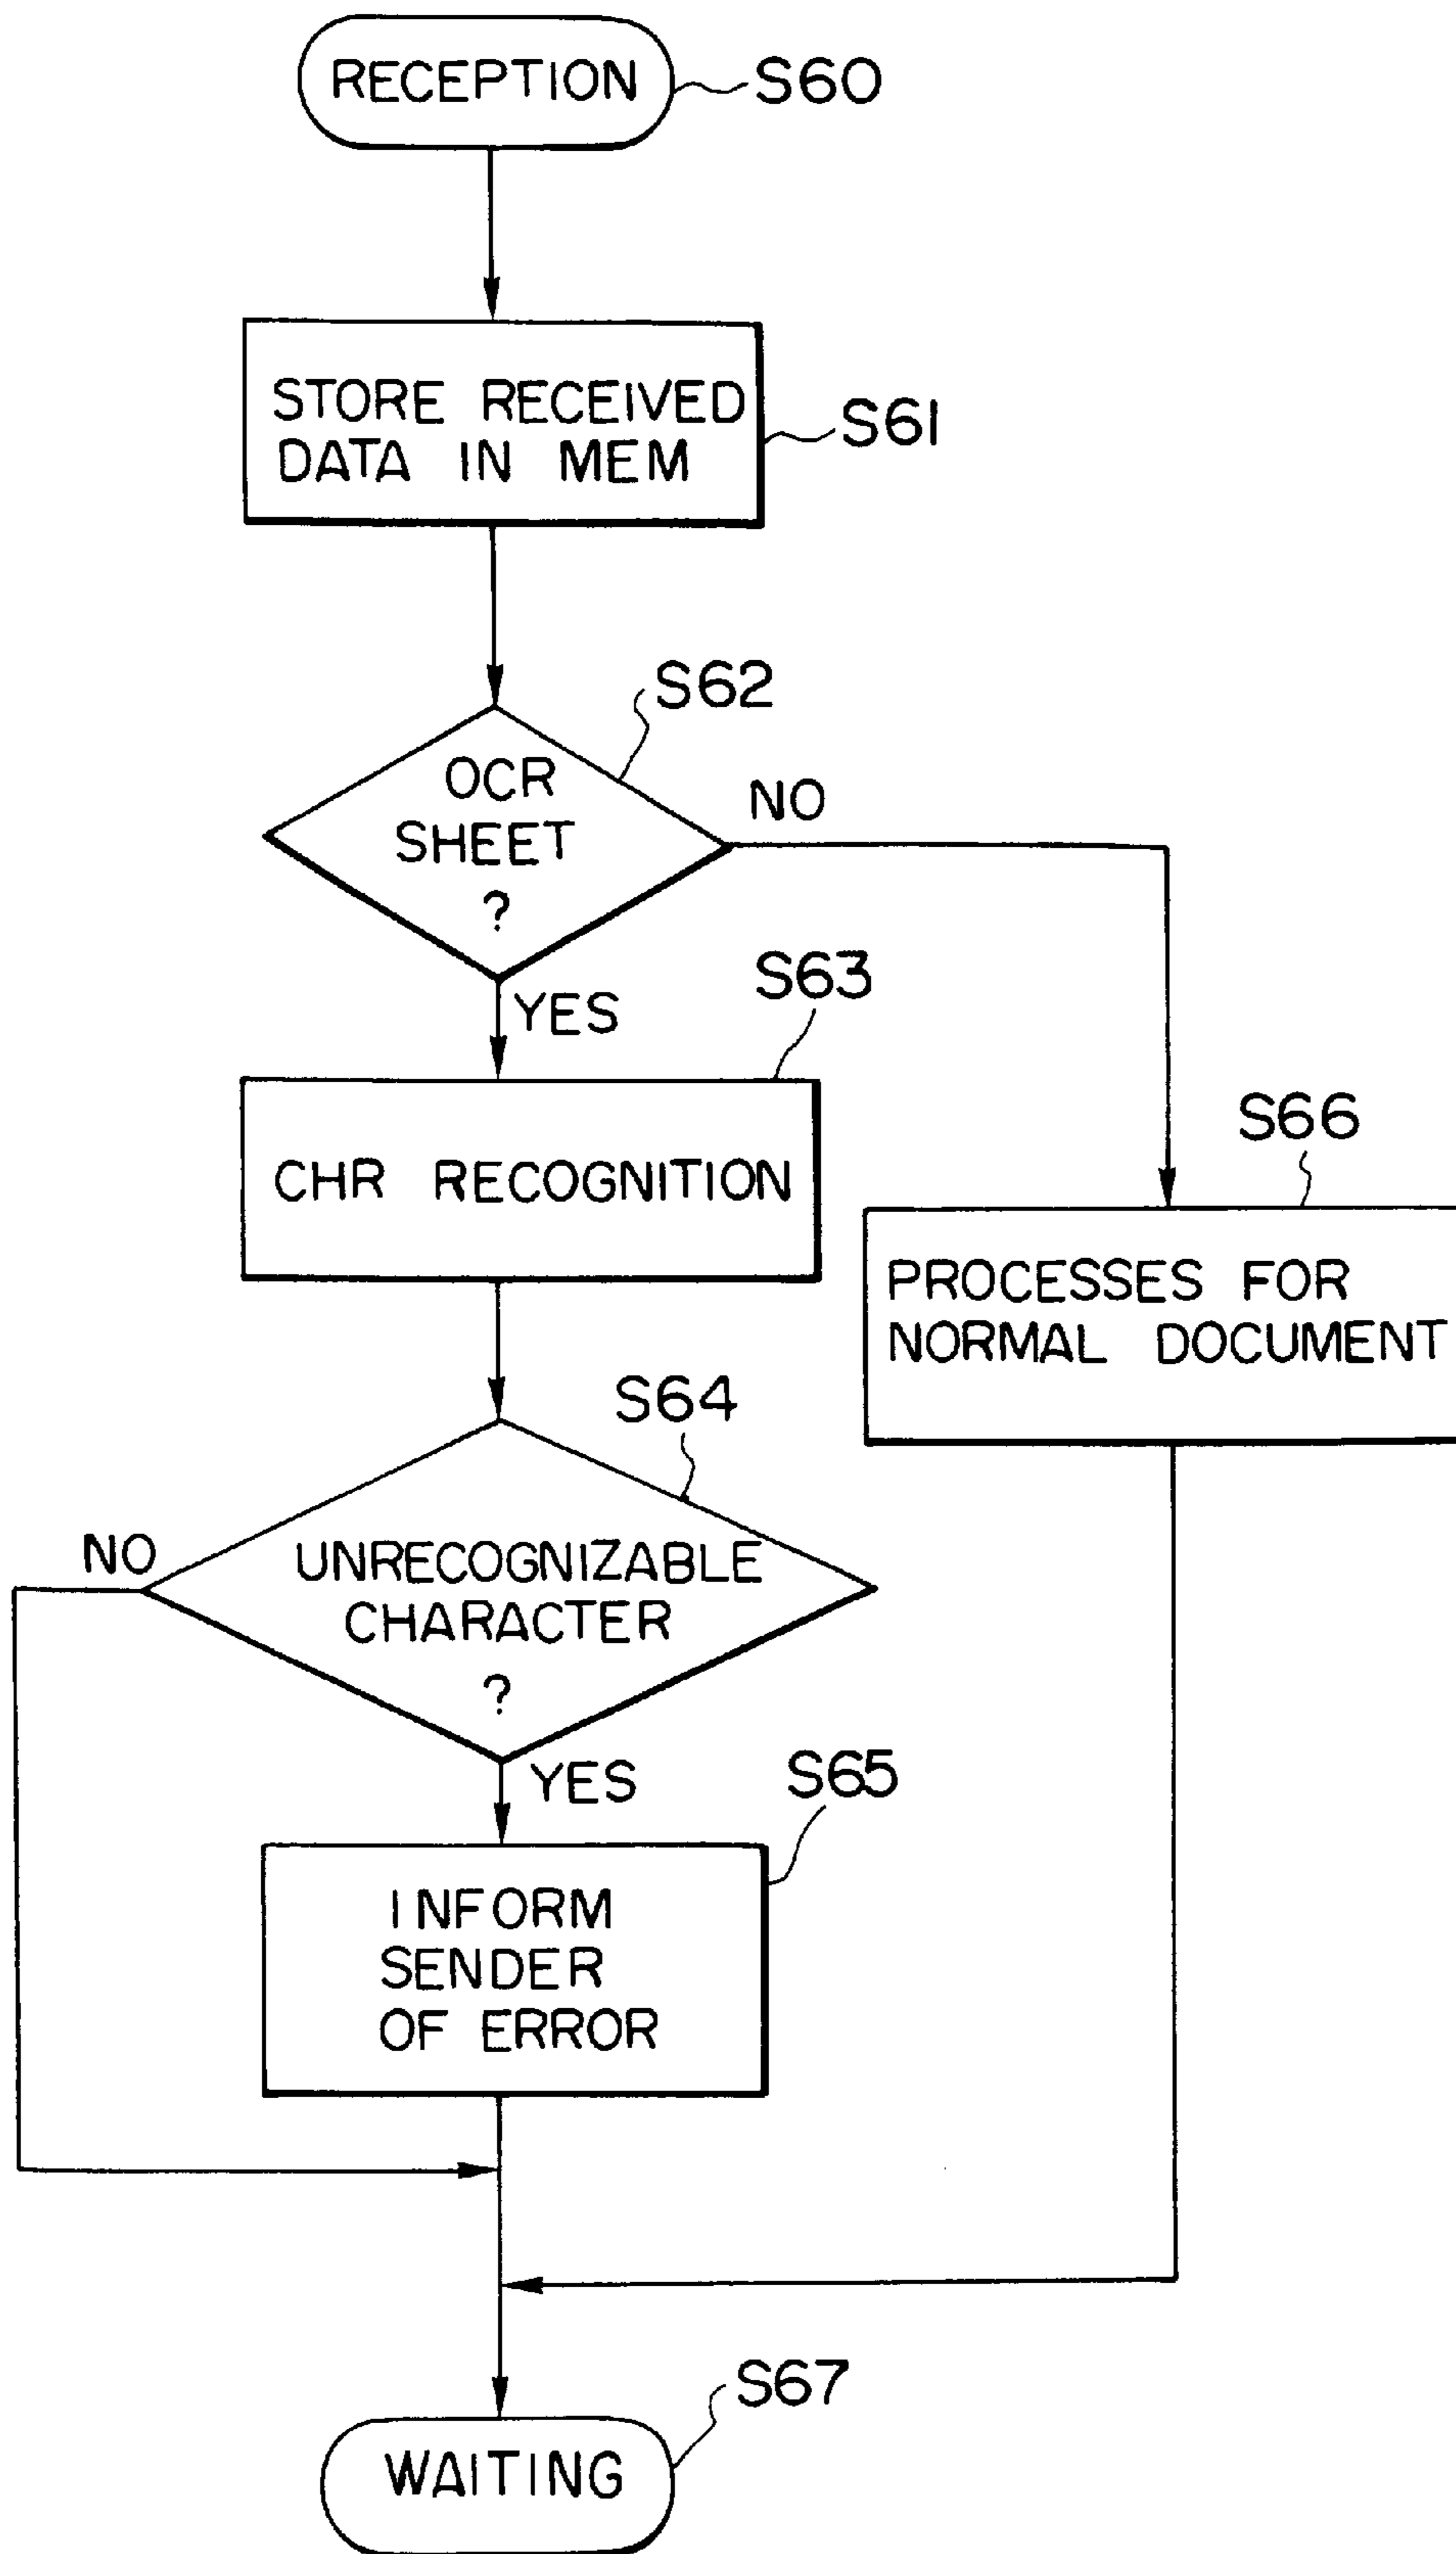 RECEPTION
S60
STORE RECEIVED
DATA IN MEM
S61
S62
OCR
SHEET
?
NO
YES
S63
CHR RECOGNITION
S66
PROCESSES FOR
NORMAL DOCUMENT
S64
NO
UNRECOGNIZABLE
CHARACTER
?
YES
S65
INFORM
SENDER
OF ERROR
S67
WAITING